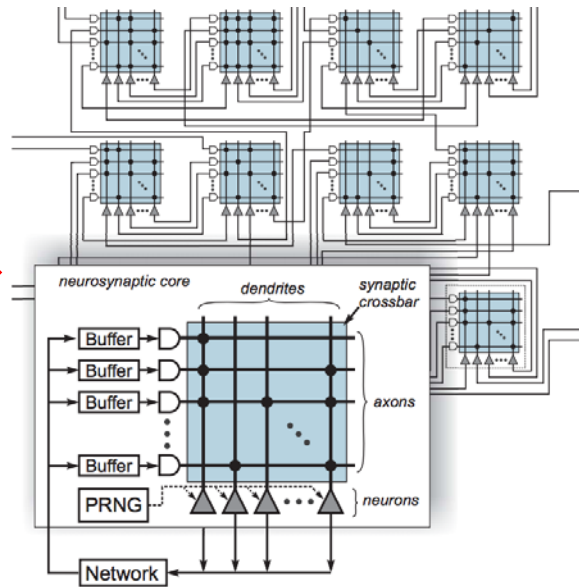 neurosynaptic core
dendrites
synaptic
crossbar
Buffer
Buffer
Buffer
axons
Buffer
PRNG
neurons
Network